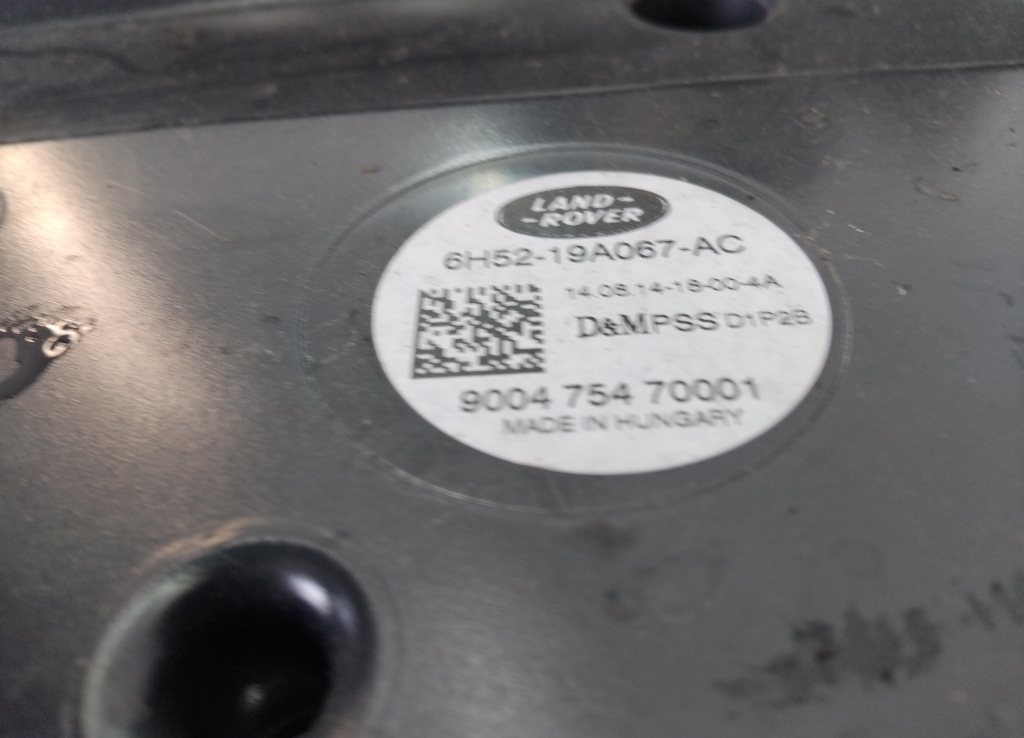 LAND-
-ROVER
6H52-19A067-AC
14.08.14-18-00-4A
D&MPSS D1P2B
9004 754 70001
MADE IN HUNGARY